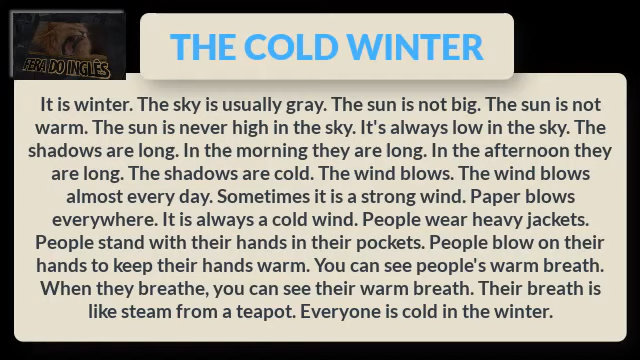 FERA DO INGLÊS
THE COLD WINTER
It is winter. The sky is usually gray. The sun is not big. The sun is not
warm. The sun is never high in the sky. It's always low in the sky. The
shadows are long. In the morning they are long. In the afternoon they
are long. The shadows are cold. The wind blows. The wind blows
almost every day. Sometimes it is a strong wind. Paper blows
everywhere. It is always a cold wind. People wear heavy jackets.
People stand with their hands in their pockets. People blow on their
hands to keep their hands warm. You can see people's warm breath.
When they breathe, you can see their warm breath. Their breath is
like steam from a teapot. Everyone is cold in the winter.